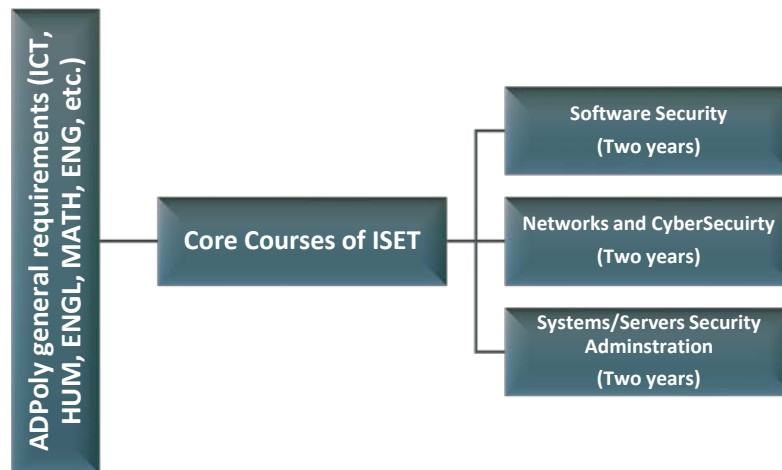 ADPoly general requirements (ICT,
HUM, ENGL, MATH, ENG, etc.)
Core Courses of ISET
Software Security
(Two years)
Networks and CyberSecuirty
(Two years)
Systems/Servers Security
Adminstration
(Two years)